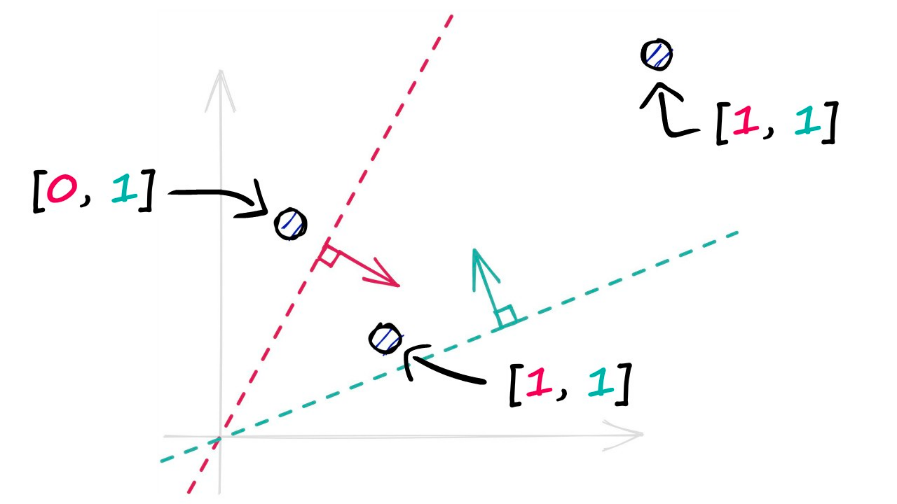 [1, 1]
[0, 1]
[1, 1]